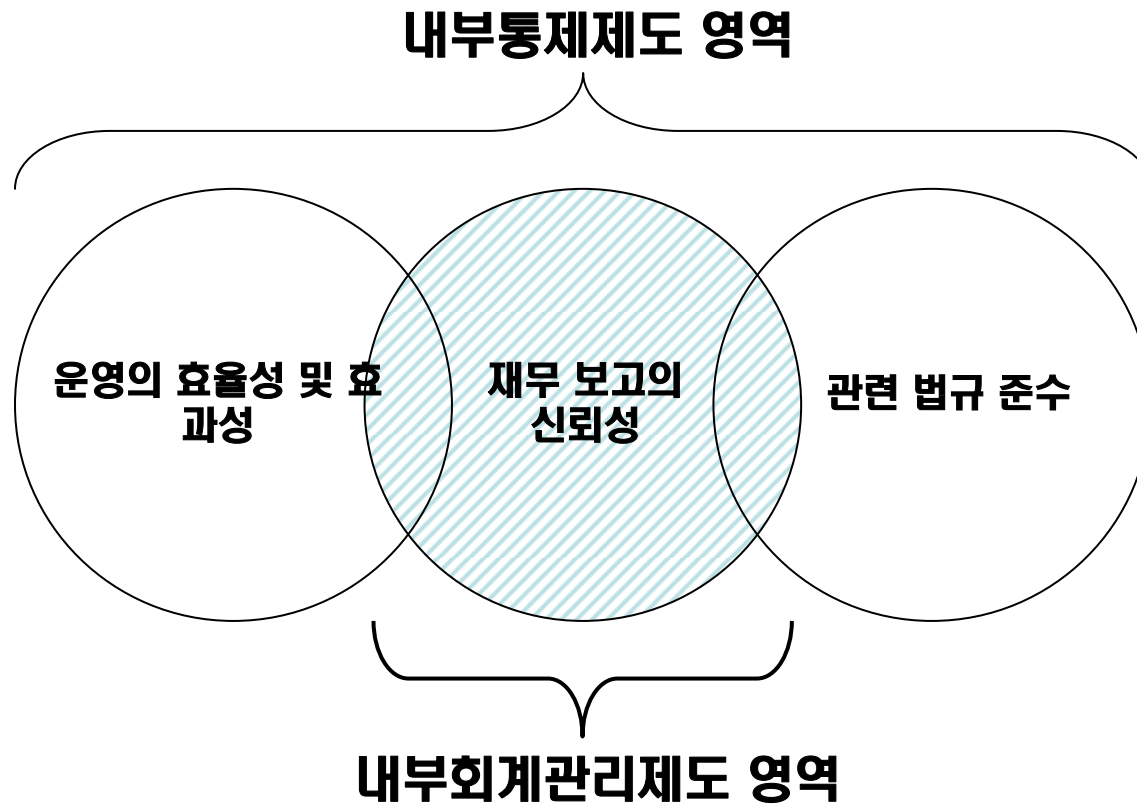 내부통제제도 영역
운영의 효율성 및 효
과성
재무 보고의
신뢰성
관련 법규 준수
내부회계관리제도 영역